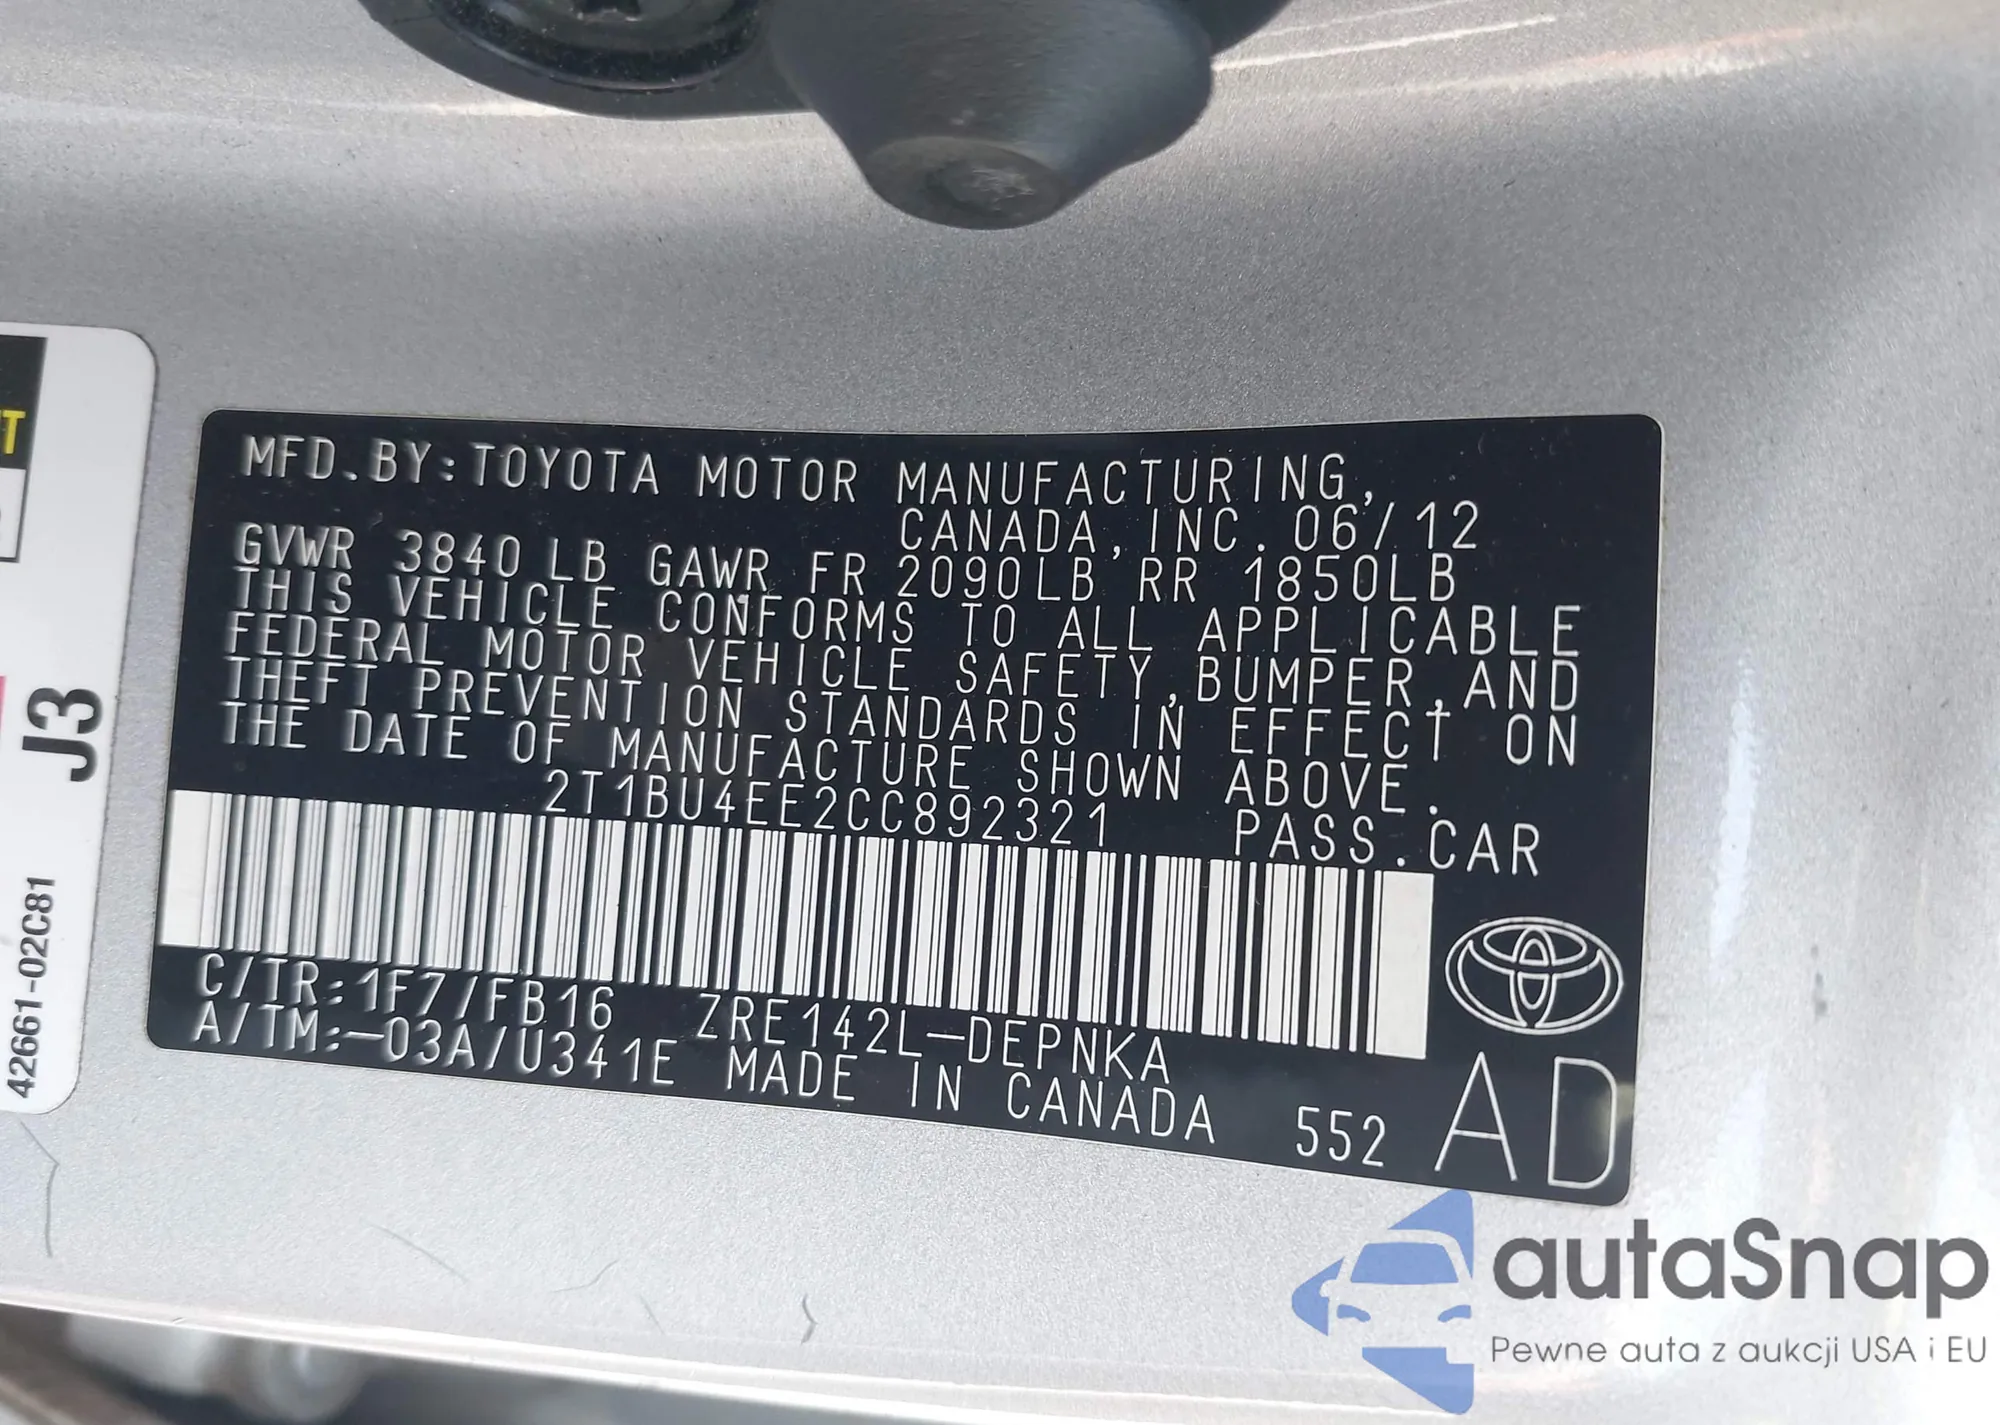 MFD.BY:TOYOTA MOTOR MANUFACTURING,
CANADA,INC. 06/12
GVWR 3840 LB GAWR FR 2090LB RR 1850LB
THIS VEHICLE CONFORMS TO ALL APPLICABLE
FEDERAL MOTOR VEHICLE SAFETY,BUMPER,AND
THEFT PREVENTION STANDARDS IN EFFECT ON
THE DATE OF MANUFACTURE SHOWN ABOVE.
2T1BU4EE2CC892321 PASS.CAR
C/TR:1F7/FB16 ZRE142L-DEPNKA
A/TM:-03A/U341E MADE IN CANADA 552
AD
J3
42661-02C81
autaSnap
Pewne auta z aukcji USA i EU